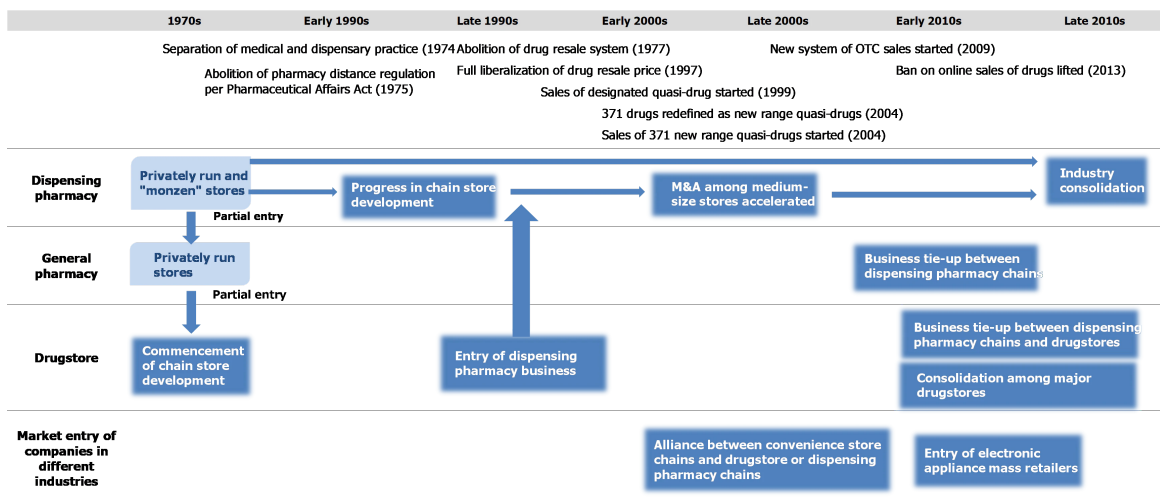 1970s Early 1990s Late 1990s Early 2000s Late 2000s Early 2010s Late 2010s
Separation of medical and dispensary practice (1974
Abolition of drug resale system (1977)
New system of OTC sales started (2009)
Abolition of pharmacy distance regulation
per Pharmaceutical Affairs Act (1975)
Full liberalization of drug resale price (1997)
Ban on online sales of drugs lifted (2013)
Sales of designated quasi-drug started (1999)
371 drugs redefined as new range quasi-drugs (2004)
Sales of 371 new range quasi-drugs started (2004)
Dispensing
pharmacy
Privately run and
"monzen" stores
Progress in chain store
development
M&A among medium-
size stores accelerated
Industry
consolidation
Partial entry
General
pharmacy
Privately run
stores
Business tie-up between
dispensing pharmacy chains
Partial entry
Drugstore
Commencement
of chain store
development
Entry of dispensing
pharmacy business
Business tie-up between dispensing
pharmacy chains and drugstores
Consolidation among major
drugstores
Market entry of
companies in
different
industries
Alliance between convenience store
chains and drugstore or dispensing
pharmacy chains
Entry of electronic
appliance mass retailers